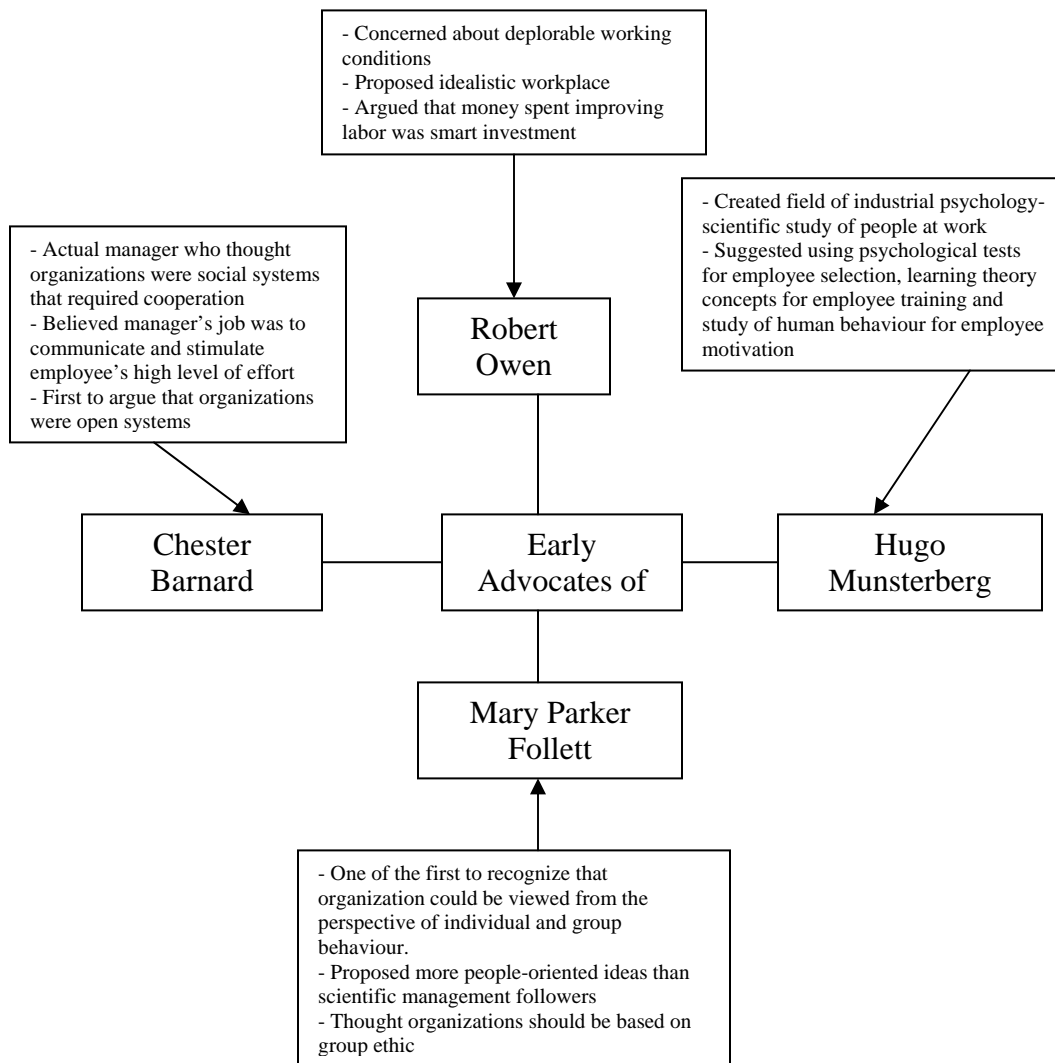 - Concerned about deplorable working
conditions
- Proposed idealistic workplace
- Argued that money spent improving
labor was smart investment
- Created field of industrial psychology-
scientific study of people at work
- Suggested using psychological tests
for employee selection, learning theory
concepts for employee training and
study of human behaviour for employee
motivation
- Actual manager who thought
organizations were social systems
that required cooperation
- Believed manager's job was to
communicate and stimulate
employee's high level of effort
- First to argue that organizations
were open systems
Robert
Owen
Chester
Barnard
Early
Advocates of
Hugo
Munsterberg
Mary Parker
Follett
- One of the first to recognize that
organization could be viewed from the
perspective of individual and group
behaviour.
- Proposed more people-oriented ideas than
scientific management followers
- Thought organizations should be based on
group ethic